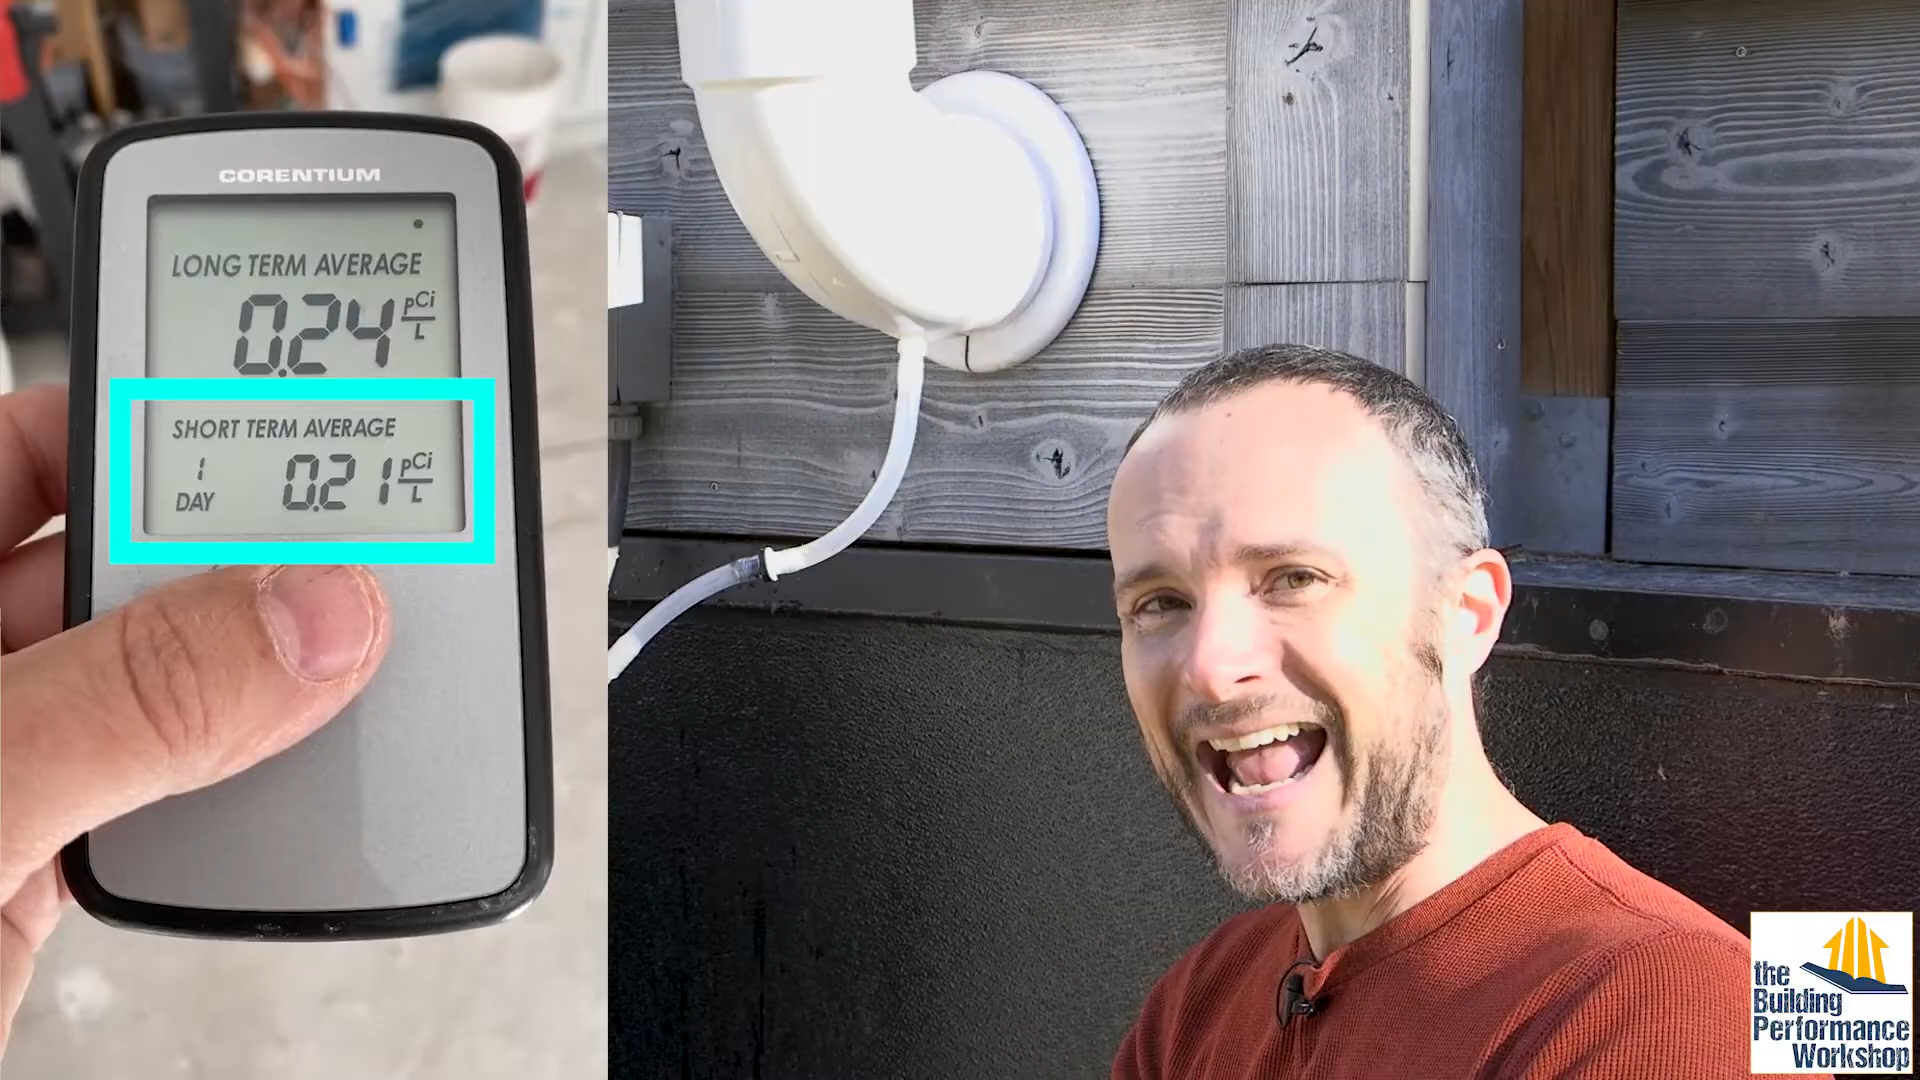 CORENTIUM
LONG TERM AVERAGE
0.24 pCi/L
SHORT TERM AVERAGE
1 DAY 0.21 pCi/L
the
Building
Performance
Workshop